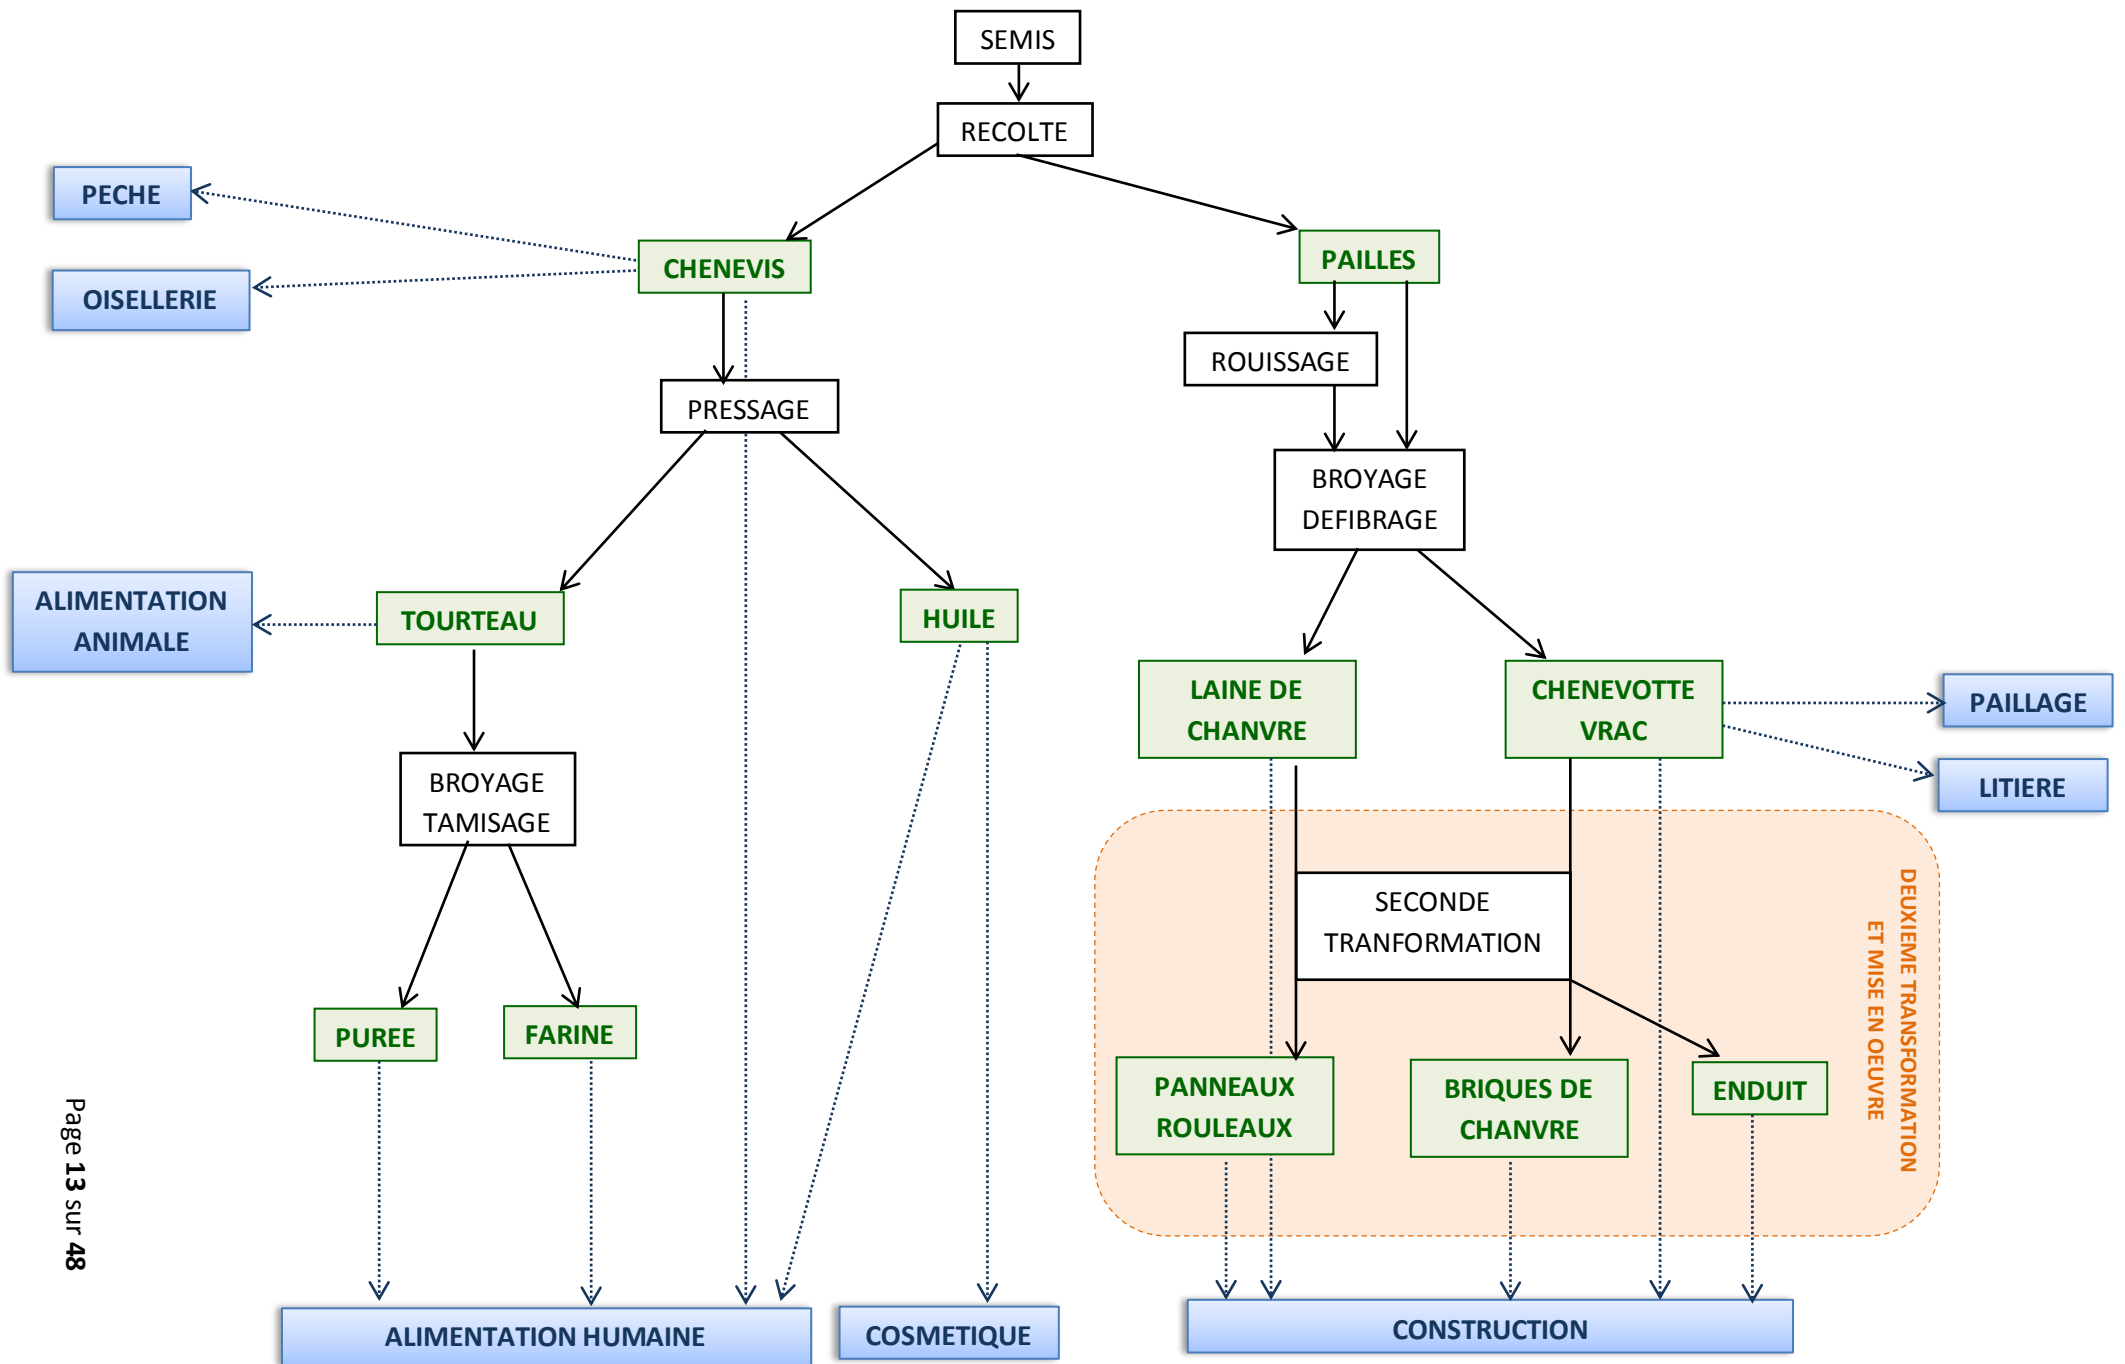 SEMIS
RECOLTE
PECHE
CHENEVIS
PAILLES
OISELLERIE
ROUISSAGE
PRESSAGE
BROYAGE
DEFIBRAGE
ALIMENTATION
ANIMALE
TOURTEAU
HUILE
LAINE DE
CHANVRE
CHENEVOTTE
VRAC
PAILLAGE
LITIERE
BROYAGE
TAMISAGE
SECONDE
TRANFORMATION
DEUXIEME TRANSFORMATION
ET MISE EN OEUVRE
PUREE
FARINE
PANNEAUX
ROULEAUX
BRIQUES DE
CHANVRE
ENDUIT
Page 13 sur 48
ALIMENTATION HUMAINE
COSMETIQUE
CONSTRUCTION